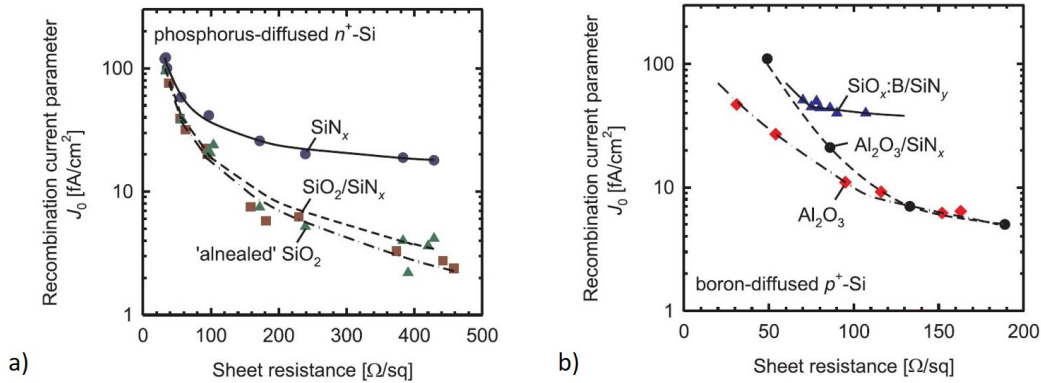 Recombination current parameter
J₀ [fA/cm²]
100
10
1
phosphorus-diffused n⁺-Si
SiNₓ
SiO₂/SiNₓ
'alnealed' SiO₂
0 100 200 300 400 500
Sheet resistance [Ω/sq]
a)
Recombination current parameter
J₀ [fA/cm²]
100
10
1
SiOₓ:B/SiNᵧ
Al₂O₃/SiNₓ
Al₂O₃
boron-diffused p⁺-Si
0 50 100 150 200
Sheet resistance [Ω/sq]
b)